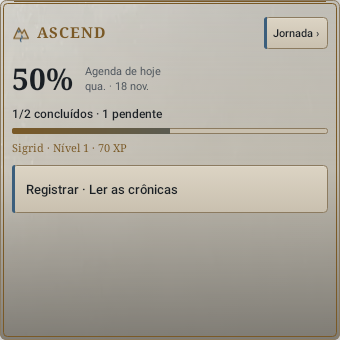 ASCEND
Jornada ›
50%
Agenda de hoje
qua. · 18 nov.
1/2 concluídos · 1 pendente
Sigrid · Nível 1 · 70 XP
Registrar · Ler as crônicas